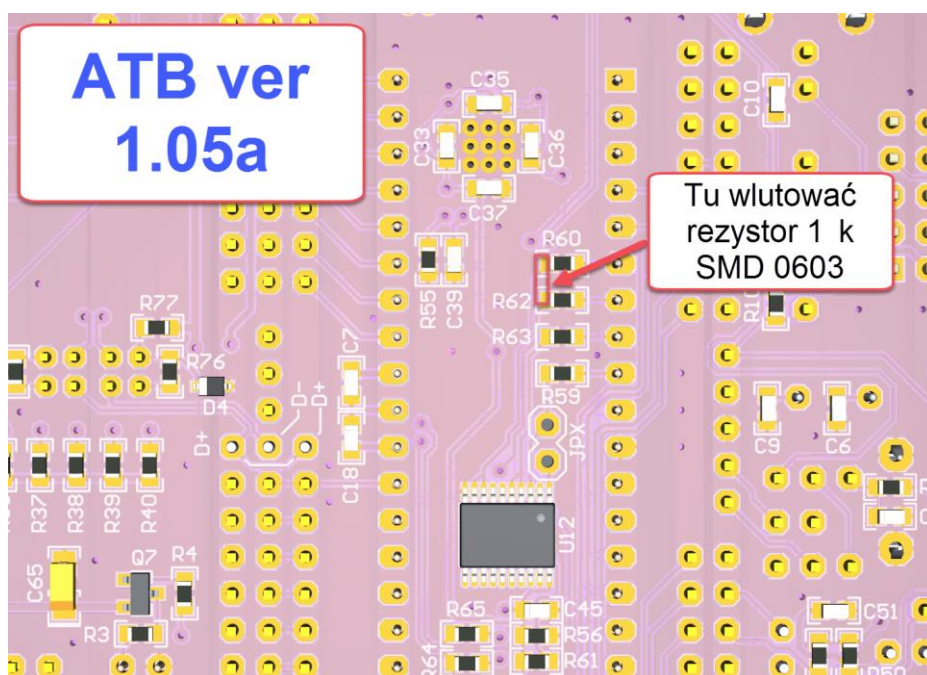 ATB ver
1.05a
Tu wlutować
rezystor 1 k
SMD 0603
C35
C10
C33
C36
C37
R60
R62
R55
C39
R63
R77
R76
C7
D4
D-
D+
D+
R59
JPX
C9
C6
C18
R37
R38
R39
R40
U12
C65
Q7
R4
R3
R65
C45
R56
R64
R61
C51